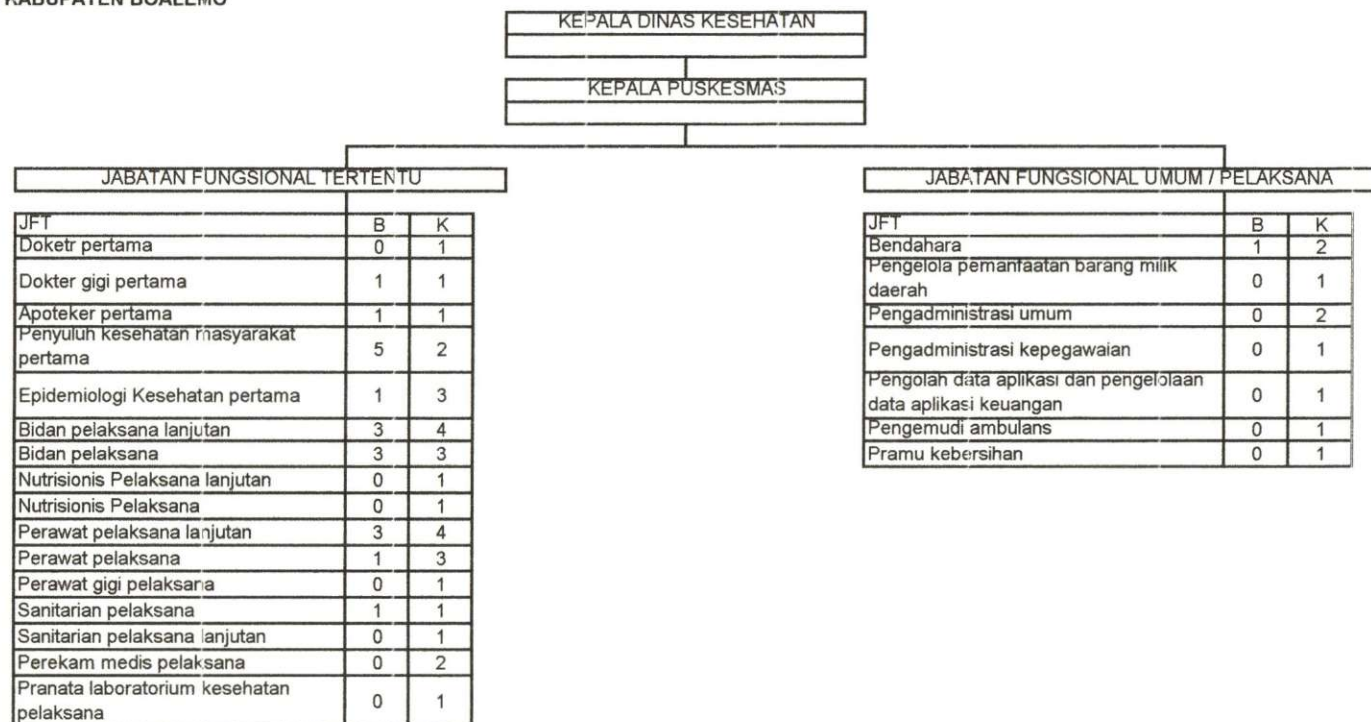 KABUPATEN BOALEMO
KEPALA DINAS KESEHATAN
KEPALA PUSKESMAS
JABATAN FUNGSIONAL TERTENTU
JFT B K
Doketr pertama 0 1
Dokter gigi pertama 1 1
Apoteker pertama 1 1
Penyuluh kesehatan masyarakat
pertama 5 2
Epidemiologi Kesehatan pertama 1 3
Bidan pelaksana lanjutan 3 4
Bidan pelaksana 3 3
Nutrisionis Pelaksana lanjutan 0 1
Nutrisionis Pelaksana 0 1
Perawat pelaksana lanjutan 3 4
Perawat pelaksana 1 3
Perawat gigi pelaksana 0 1
Sanitarian pelaksana 1 1
Sanitarian pelaksana lanjutan 0 1
Perekam medis pelaksana 0 2
Pranata laboratorium kesehatan
pelaksana 0 1
JABATAN FUNGSIONAL UMUM / PELAKSANA
JFT B K
Bendahara 1 2
Pengelola pemanfaatan barang milik
daerah 0 1
Pengadministrasi umum 0 2
Pengadministrasi kepegawaian 0 1
Pengolah data aplikasi dan pengelolaan
data aplikasi keuangan 0 1
Pengemudi ambulans 0 1
Pramu kebersihan 0 1